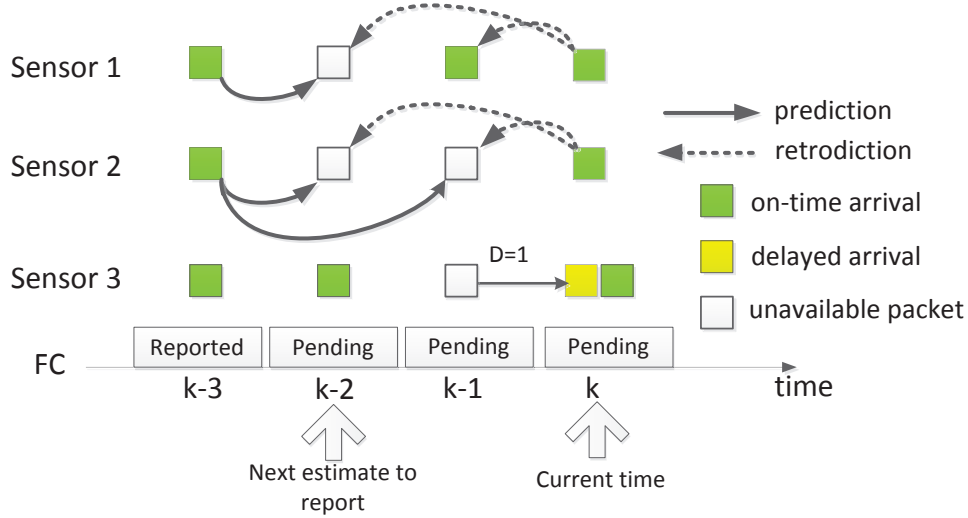 Sensor 1
Sensor 2
Sensor 3
D=1
prediction
retrodiction
on-time arrival
delayed arrival
unavailable packet
FC
Reported
Pending
Pending
Pending
k-3
k-2
k-1
k
time
Next estimate to
report
Current time